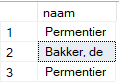 naam
1 Permentier
2 Bakker, de
3 Permentier